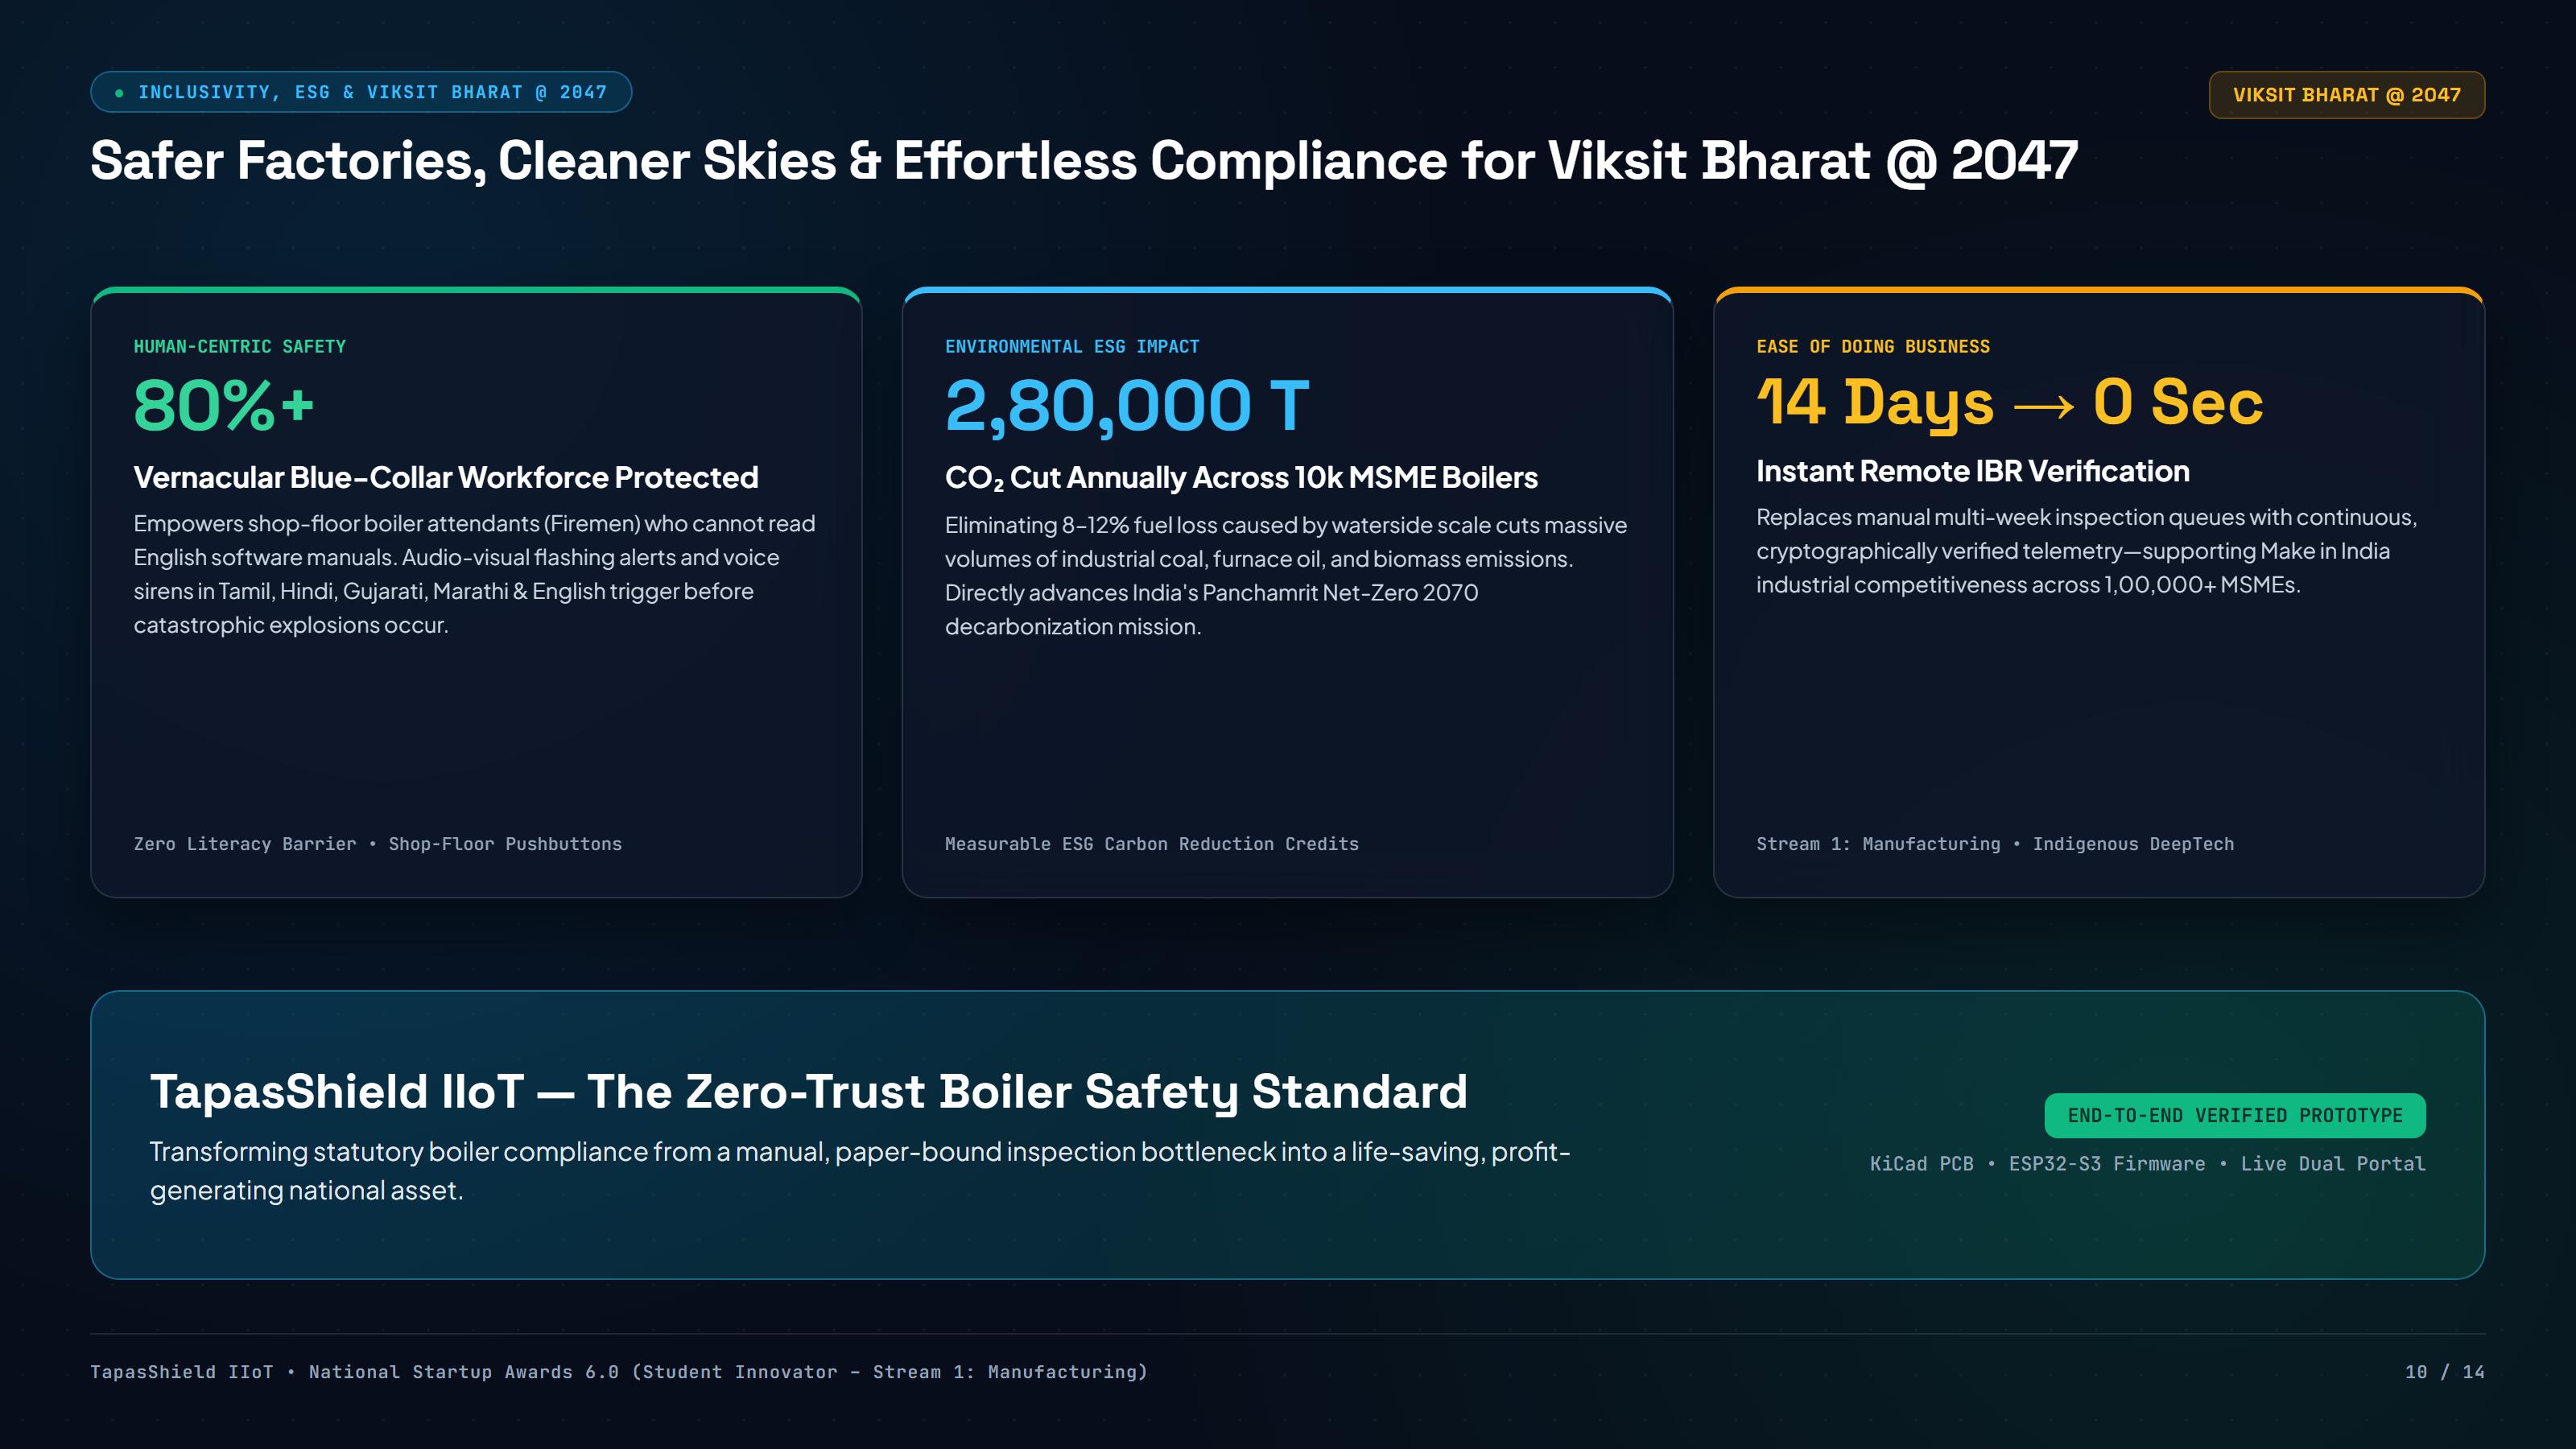 INCLUSIVITY, ESG & VIKSIT BHARAT @ 2047
VIKSIT BHARAT @ 2047
Safer Factories, Cleaner Skies & Effortless Compliance for Viksit Bharat @ 2047
HUMAN-CENTRIC SAFETY
80%+
Vernacular Blue-Collar Workforce Protected
Empowers shop-floor boiler attendants (Firemen) who cannot read
English software manuals. Audio-visual flashing alerts and voice
sirens in Tamil, Hindi, Gujarati, Marathi & English trigger before
catastrophic explosions occur.
Zero Literacy Barrier • Shop-Floor Pushbuttons
ENVIRONMENTAL ESG IMPACT
2,80,000 T
CO₂ Cut Annually Across 10k MSME Boilers
Eliminating 8–12% fuel loss caused by waterside scale cuts massive
volumes of industrial coal, furnace oil, and biomass emissions.
Directly advances India's Panchamrit Net-Zero 2070
decarbonization mission.
Measurable ESG Carbon Reduction Credits
EASE OF DOING BUSINESS
14 Days → 0 Sec
Instant Remote IBR Verification
Replaces manual multi-week inspection queues with continuous,
cryptographically verified telemetry—supporting Make in India
industrial competitiveness across 1,00,000+ MSMEs.
Stream 1: Manufacturing • Indigenous DeepTech
TapasShield IIoT — The Zero-Trust Boiler Safety Standard
Transforming statutory boiler compliance from a manual, paper-bound inspection bottleneck into a life-saving, profit-
generating national asset.
END-TO-END VERIFIED PROTOTYPE
KiCad PCB • ESP32-S3 Firmware • Live Dual Portal
TapasShield IIoT • National Startup Awards 6.0 (Student Innovator – Stream 1: Manufacturing)
10 / 14